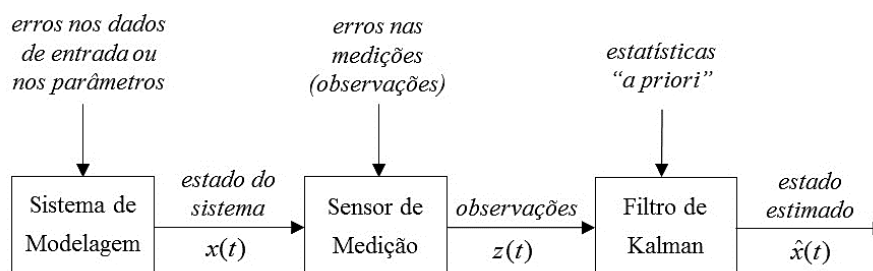 erros nos dados
de entrada ou
nos parâmetros
erros nas
medições
(observações)
estatísticas
“a priori”
Sistema de
Modelagem
estado do
sistema
x(t)
Sensor de
Medição
observações
z(t)
Filtro de
Kalman
estado
estimado
x̂(t)